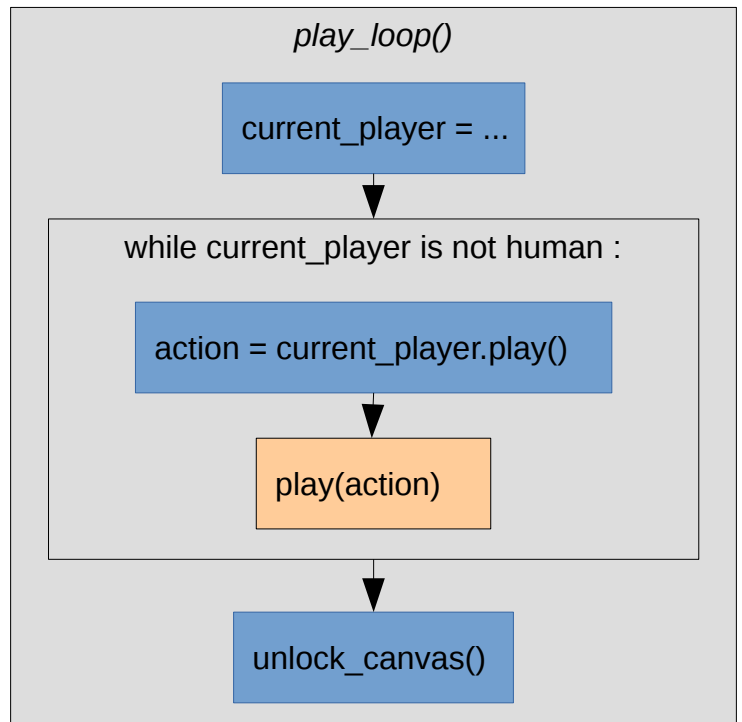 play_loop()
current_player = ...
while current_player is not human :
action = current_player.play()
play(action)
unlock_canvas()